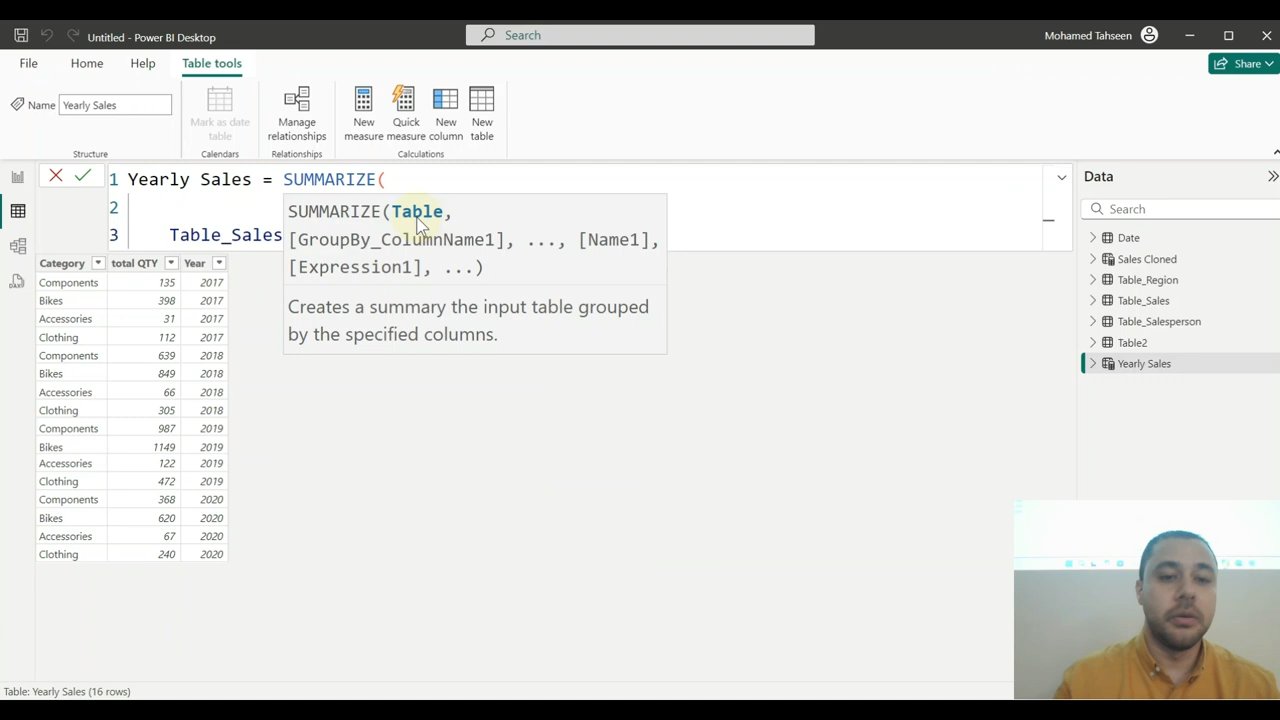 Untitled - Power BI Desktop
Search
Mohamed Tahseen
File
Home
Help
Table tools
Share
Name
Yearly Sales
Mark as date
table
Manage
relationships
New
measure
Quick
measure
New
column
New
table
Structure
Calendars
Relationships
Calculations
1 Yearly Sales = SUMMARIZE(
2
3 Table_Sales
SUMMARIZE(Table,
[GroupBy_ColumnName1], ..., [Name1],
[Expression1], ...)
Creates a summary the input table grouped
by the specified columns.
Category total QTY Year
Components 135 2017
Bikes 398 2017
Accessories 31 2017
Clothing 112 2017
Components 639 2018
Bikes 849 2018
Accessories 66 2018
Clothing 305 2018
Components 987 2019
Bikes 1149 2019
Accessories 122 2019
Clothing 472 2019
Components 368 2020
Bikes 620 2020
Accessories 67 2020
Clothing 240 2020
Data
Search
Date
Sales Cloned
Table_Region
Table_Sales
Table_Salesperson
Table2
Yearly Sales
Table: Yearly Sales (16 rows)